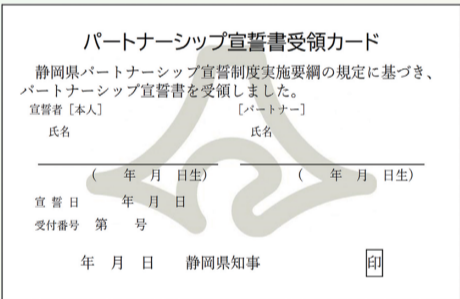 パートナーシップ宣誓書受領カード
静岡県パートナーシップ宣誓制度実施要綱の規定に基づき、
パートナーシップ宣誓書を受領しました。
宣誓者［本人］ ［パートナー］
氏名 氏名
（ 年 月 日生） （ 年 月 日生）
宣誓日 年 月 日
受付番号 第 号
年 月 日 静岡県知事 印